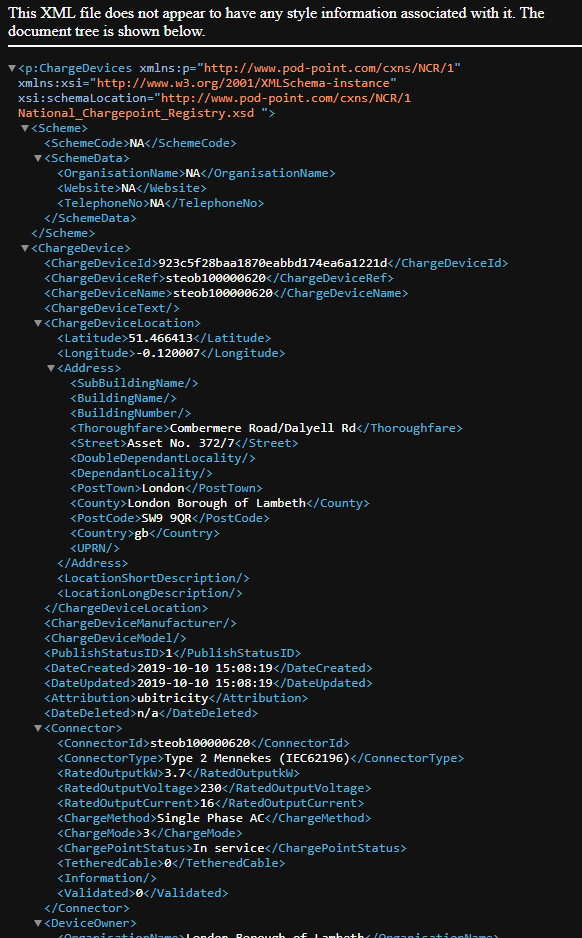 This XML file does not appear to have any style information associated with it. The
document tree is shown below.
▼<p:ChargeDevices xmlns:p="http://www.pod-point.com/cxns/NCR/1"
xmlns:xsi="http://www.w3.org/2001/XMLSchema-instance"
xsi:schemaLocation="http://www.pod-point.com/cxns/NCR/1
National_Chargepoint_Registry.xsd ">
▼<Scheme>
<SchemeCode>NA</SchemeCode>
▼<SchemeData>
<OrganisationName>NA</OrganisationName>
<Website>NA</Website>
<TelephoneNo>NA</TelephoneNo>
</SchemeData>
</Scheme>
▼<ChargeDevice>
<ChargeDeviceId>923c5f28baa1870eabbd174ea6a1221d</ChargeDeviceId>
<ChargeDeviceRef>steob100000620</ChargeDeviceRef>
<ChargeDeviceName>steob100000620</ChargeDeviceName>
<ChargeDeviceText/>
▼<ChargeDeviceLocation>
<Latitude>51.466413</Latitude>
<Longitude>-0.120007</Longitude>
▼<Address>
<SubBuildingName/>
<BuildingName/>
<BuildingNumber/>
<Thoroughfare>Combermere Road/Dalyell Rd</Thoroughfare>
<Street>Asset No. 372/7</Street>
<DoubleDependantLocality/>
<DependantLocality/>
<PostTown>London</PostTown>
<County>London Borough of Lambeth</County>
<PostCode>SW9 9QR</PostCode>
<Country>gb</Country>
<UPRN/>
</Address>
<LocationShortDescription/>
<LocationLongDescription/>
</ChargeDeviceLocation>
<ChargeDeviceManufacturer/>
<ChargeDeviceModel/>
<PublishStatusID>1</PublishStatusID>
<DateCreated>2019-10-10 15:08:19</DateCreated>
<DateUpdated>2019-10-10 15:08:19</DateUpdated>
<Attribution>ubitricity</Attribution>
<DateDeleted>n/a</DateDeleted>
▼<Connector>
<ConnectorId>steob100000620</ConnectorId>
<ConnectorType>Type 2 Mennekes (IEC62196)</ConnectorType>
<RatedOutputkW>3.7</RatedOutputkW>
<RatedOutputVoltage>230</RatedOutputVoltage>
<RatedOutputCurrent>16</RatedOutputCurrent>
<ChargeMethod>Single Phase AC</ChargeMethod>
<ChargeMode>3</ChargeMode>
<ChargePointStatus>In service</ChargePointStatus>
<TetheredCable>0</TetheredCable>
<Information/>
<Validated>0</Validated>
</Connector>
▼<DeviceOwner>
<OrganisationName>London Borough of Lambeth</OrganisationName>